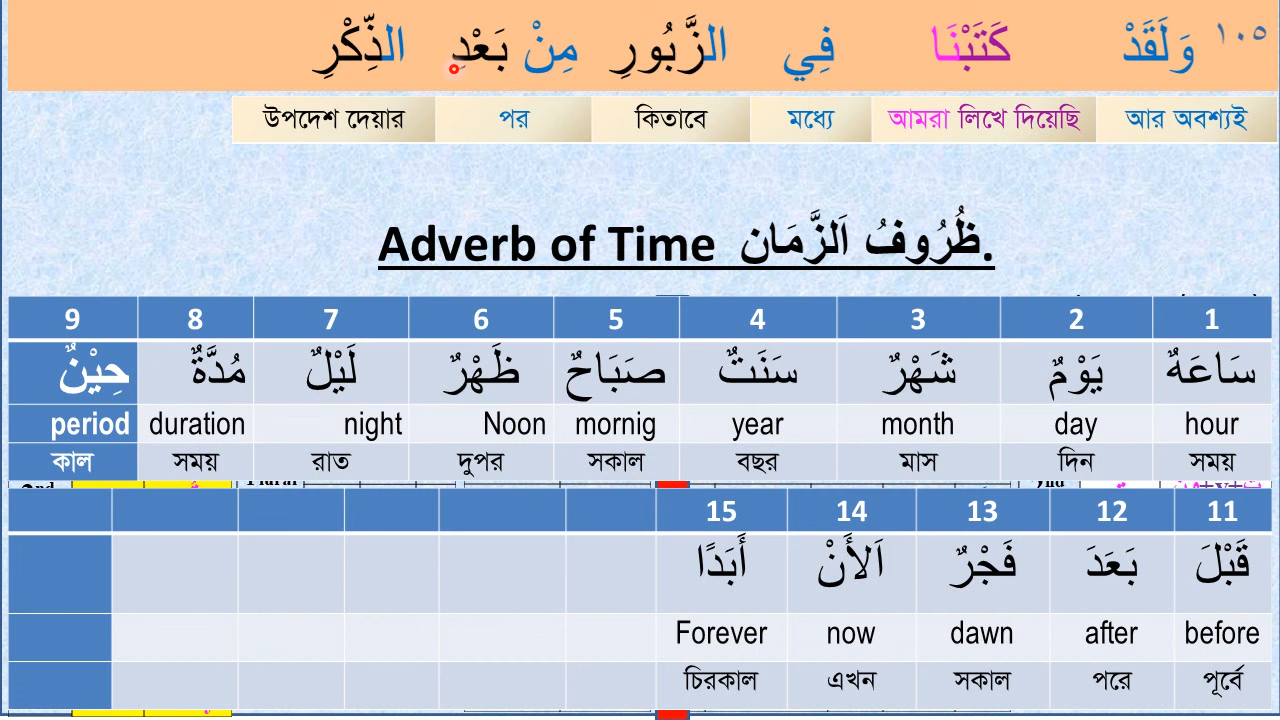 ١٠٥ وَلَقَدْ كَتَبْنَا فِي الزَّبُورِ مِنْ بَعْدِ الذِّكْرِ
উপদেশ দেয়ার পর কিতাবে মধ্যে আমরা লিখে দিয়েছি আর অবশ্যই
Adverb of Time ظُرُوفُ اَلزَّمَان.
9 8 7 6 5 4 3 2 1
حِيْنٌ مُدَّةٌ لَيْلٌ ظَهْرٌ صَبَاحٌ سَنَتٌ شَهْرٌ يَوْمٌ سَاعَهٌ
period duration night Noon mornig year month day hour
কাল সময় রাত দুপর সকাল বছর মাস দিন সময়
15 14 13 12 11
أَبَدًا اَلأَنْ فَجْرٌ بَعَدَ قَبْلَ
Forever now dawn after before
চিরকাল এখন সকাল পরে পূর্বে